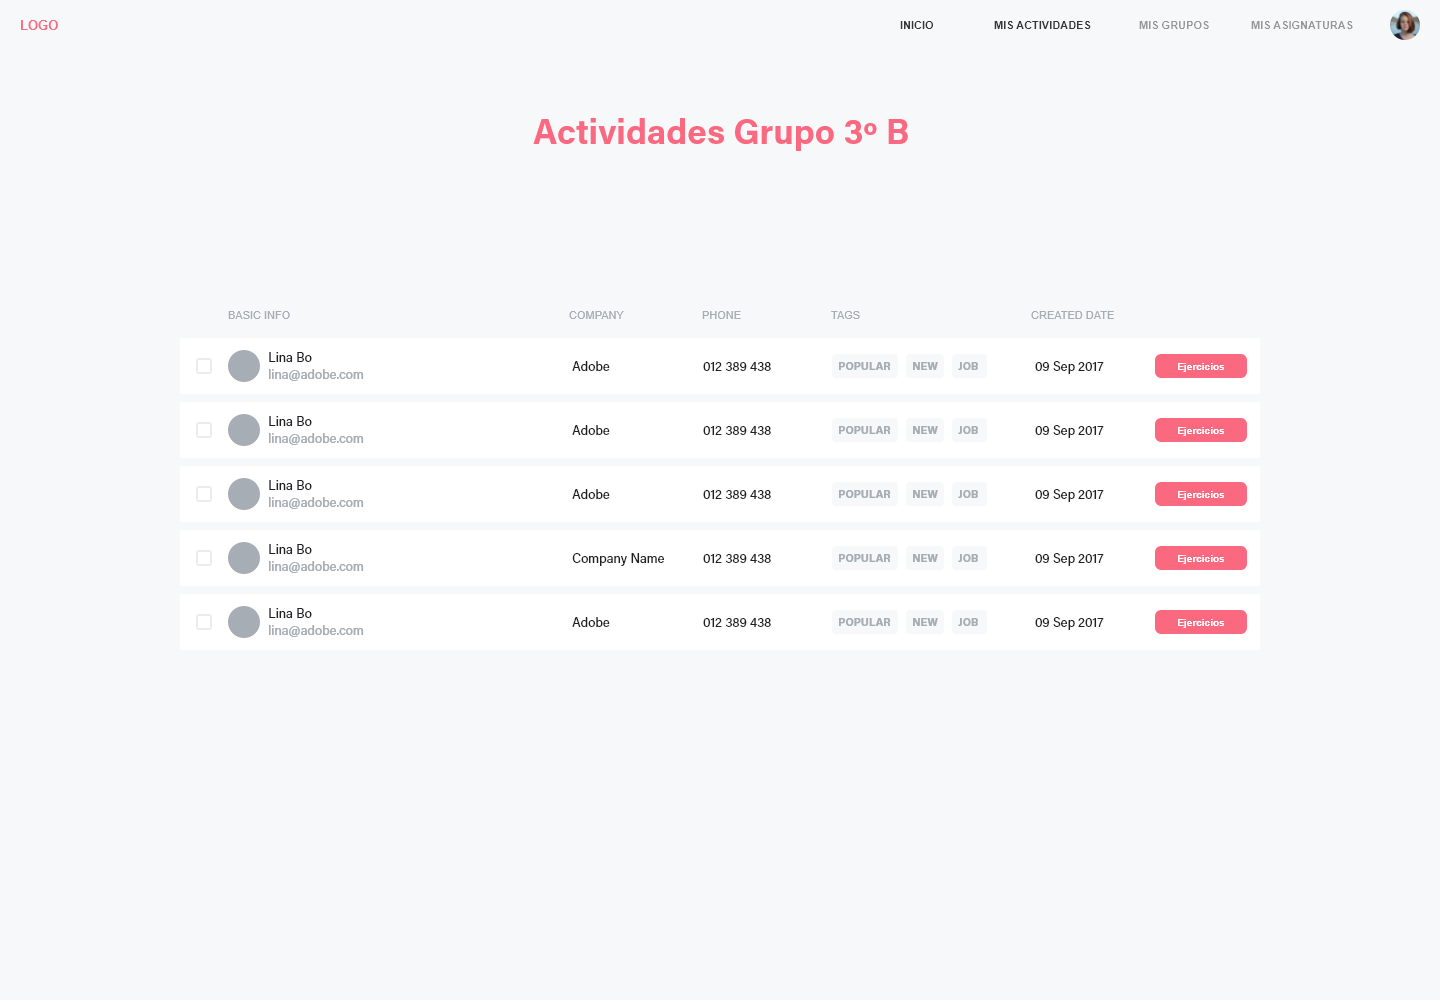 LOGO INICIO MIS ACTIVIDADES MIS GRUPOS MIS ASIGNATURAS
Actividades Grupo 3º B
BASIC INFO COMPANY PHONE TAGS CREATED DATE
Lina Bo
lina@adobe.com
Adobe 012 389 438 POPULAR NEW JOB 09 Sep 2017 Ejercicios
Lina Bo
lina@adobe.com
Adobe 012 389 438 POPULAR NEW JOB 09 Sep 2017 Ejercicios
Lina Bo
lina@adobe.com
Adobe 012 389 438 POPULAR NEW JOB 09 Sep 2017 Ejercicios
Lina Bo
lina@adobe.com
Company Name 012 389 438 POPULAR NEW JOB 09 Sep 2017 Ejercicios
Lina Bo
lina@adobe.com
Adobe 012 389 438 POPULAR NEW JOB 09 Sep 2017 Ejercicios